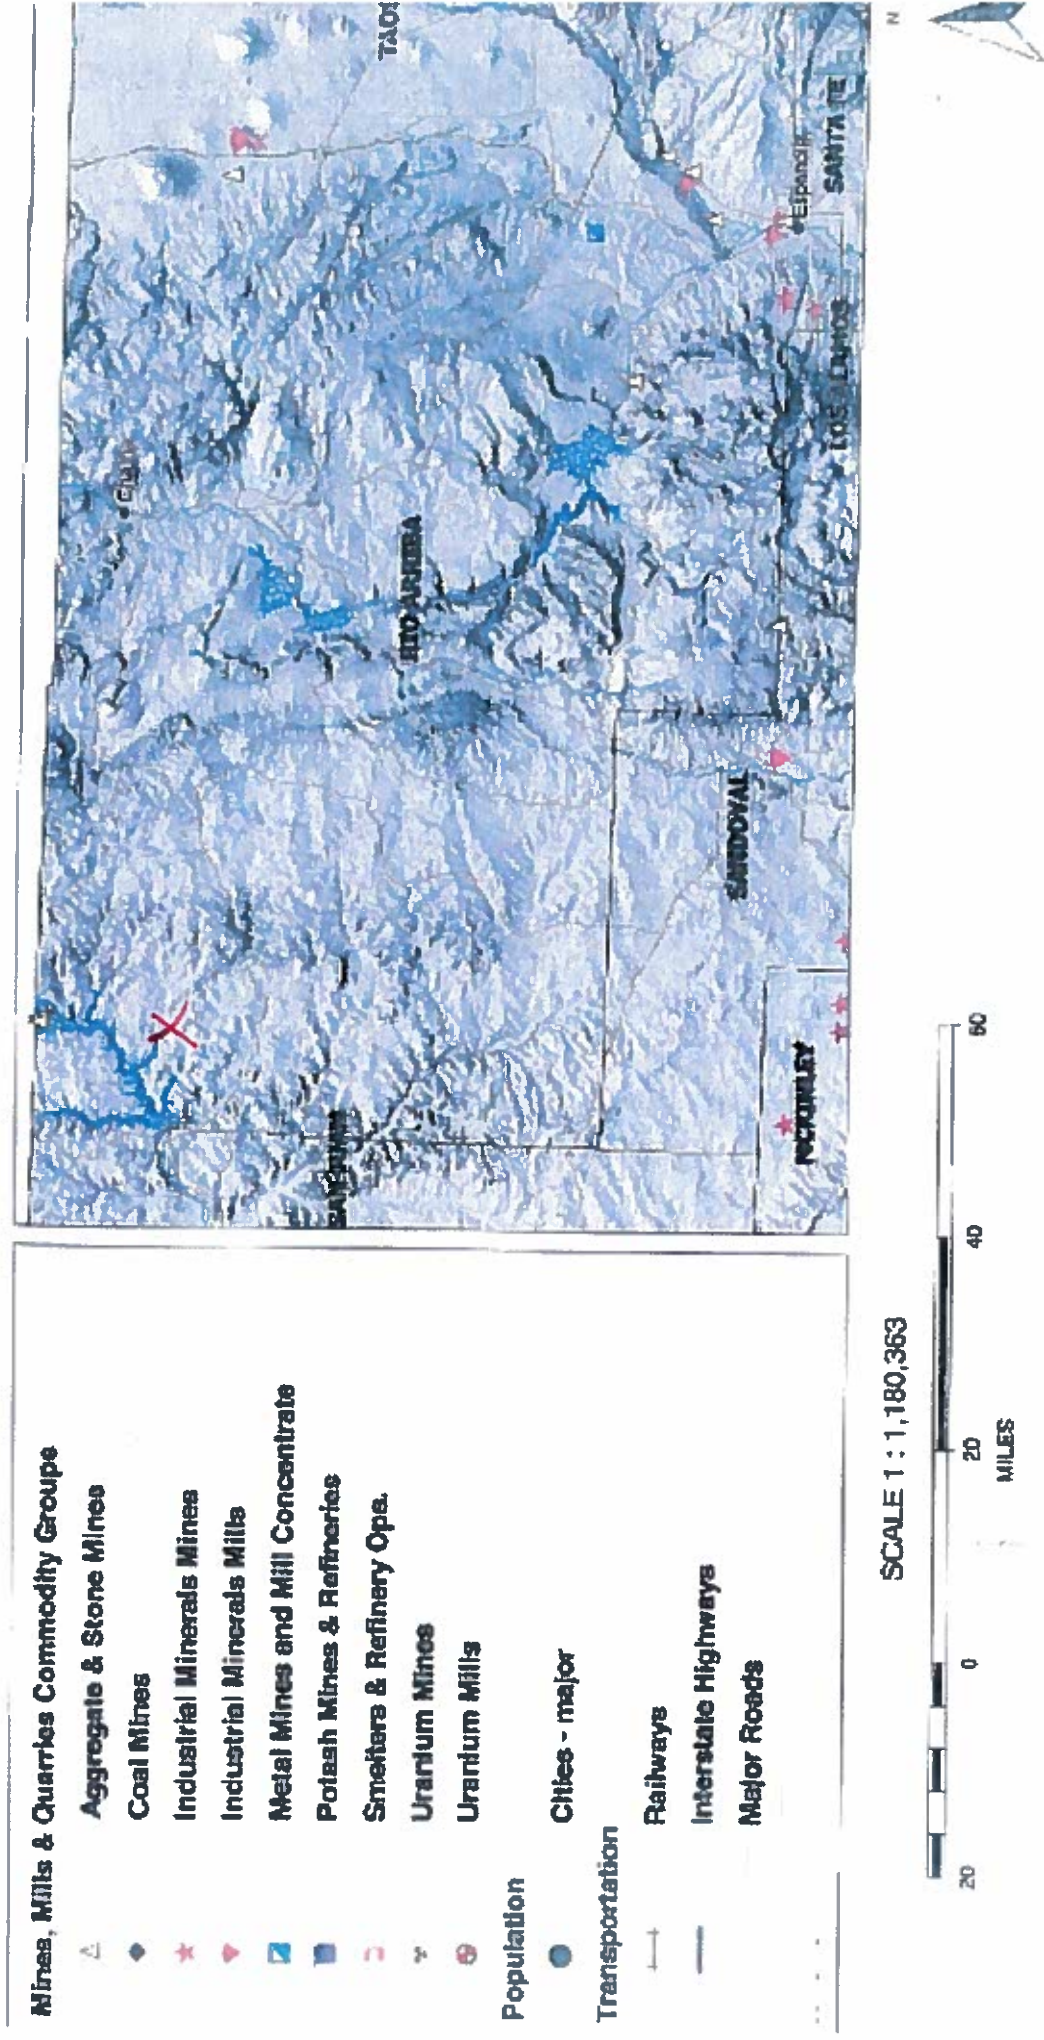 Mines, Mills & Quarries Commodity Groups
Aggregate & Stone Mines
Coal Mines
Industrial Minerals Mines
Industrial Minerals Mills
Metal Mines and Mill Concentrate
Potash Mines & Refineries
Smelters & Refinery Ops.
Uranium Mines
Uranium Mills
Population
Cities - major
Transportation
Railways
Interstate Highways
Major Roads
Chama
TAOS
RIO ARRIBA
SAN JUAN
SANDOVAL
MCKINLEY
LOS ALAMOS
Espanola
SANTA FE
SCALE 1 : 1,180,363
20 0 20 40 60
MILES
N